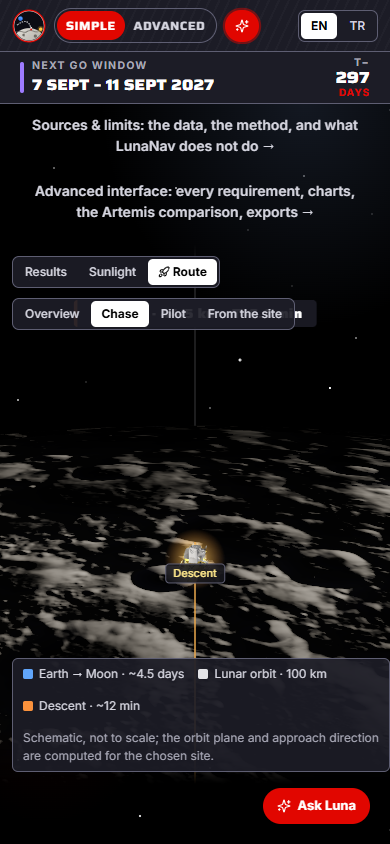 SIMPLE ADVANCED EN TR
NEXT GO WINDOW
7 SEPT – 11 SEPT 2027
T−
297
DAYS
Sources & limits: the data, the method, and what
LunaNav does not do →
Advanced interface: every requirement, charts,
the Artemis comparison, exports →
Results Sunlight Route
Overview Chase Pilot From the site
Descent
Earth → Moon · ~4.5 days Lunar orbit · 100 km
Descent · ~12 min
Schematic, not to scale; the orbit plane and approach direction
are computed for the chosen site.
Ask Luna